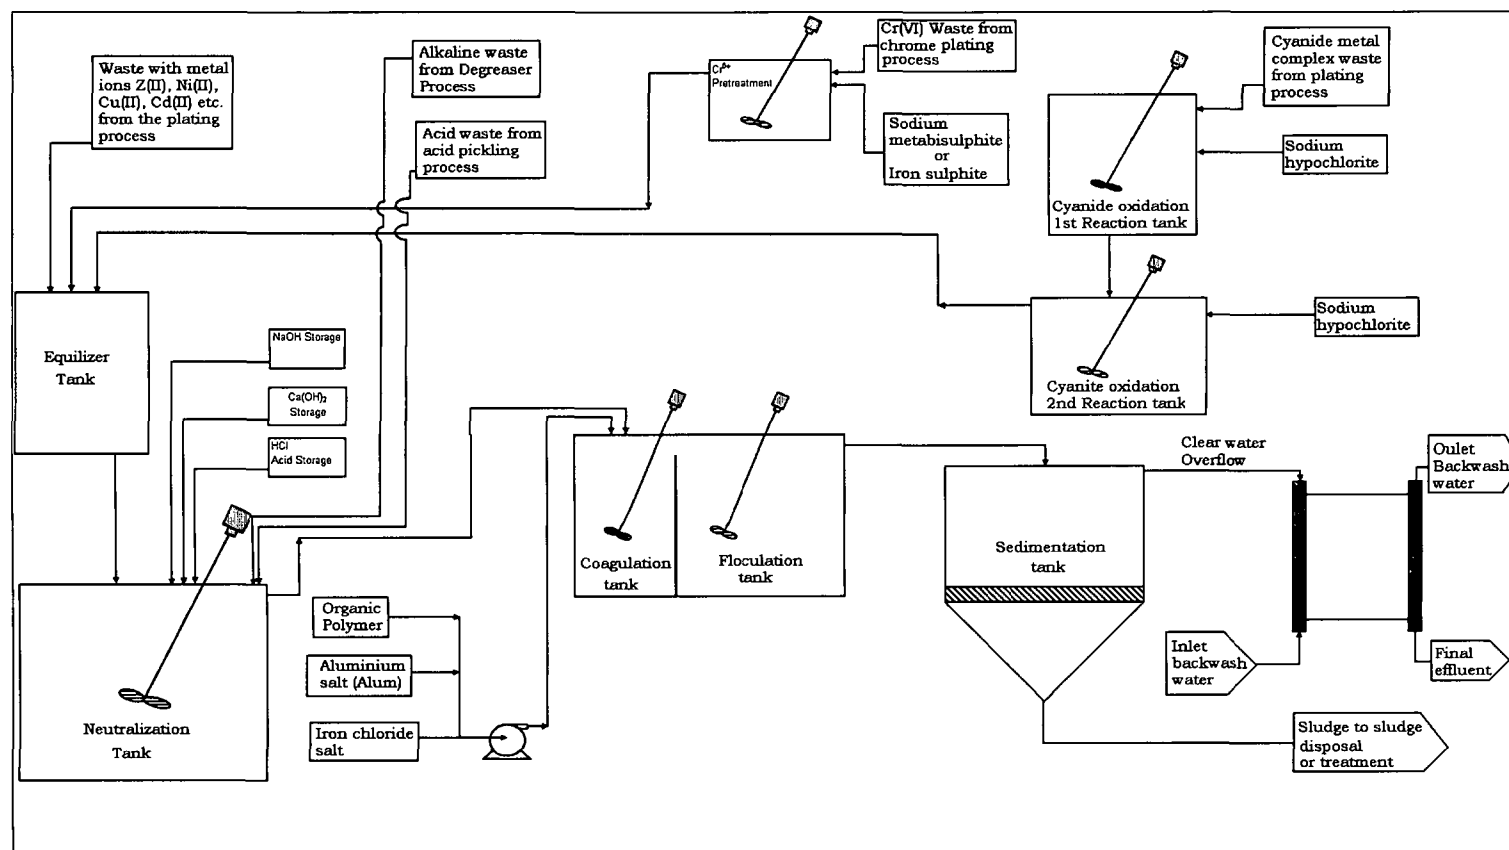 Waste with metal
ions Z(II), Ni(II),
Cu(II), Cd(II) etc.
from the plating
process
Alkaline waste
from Degreaser
Process
Acid waste from
acid pickling
process
Cr⁶⁺
Pretreatment
Cr(VI) Waste from
chrome plating
process
Sodium
metabisulphite
or
Iron sulphite
Cyanide metal
complex waste
from plating
process
Sodium
hypochlorite
Cyanide oxidation
1st Reaction tank
Sodium
hypochlorite
Cyanite oxidation
2nd Reaction tank
Equilizer
Tank
NaOH Storage
Ca(OH)₂
Storage
HCl
Acid Storage
Neutralization
Tank
Organic
Polymer
Aluminium
salt (Alum)
Iron chloride
salt
Coagulation
tank
Floculation
tank
Sedimentation
tank
Clear water
Overflow
Oulet
Backwash
water
Inlet
backwash
water
Final
effluent
Sludge to sludge
disposal
or treatment